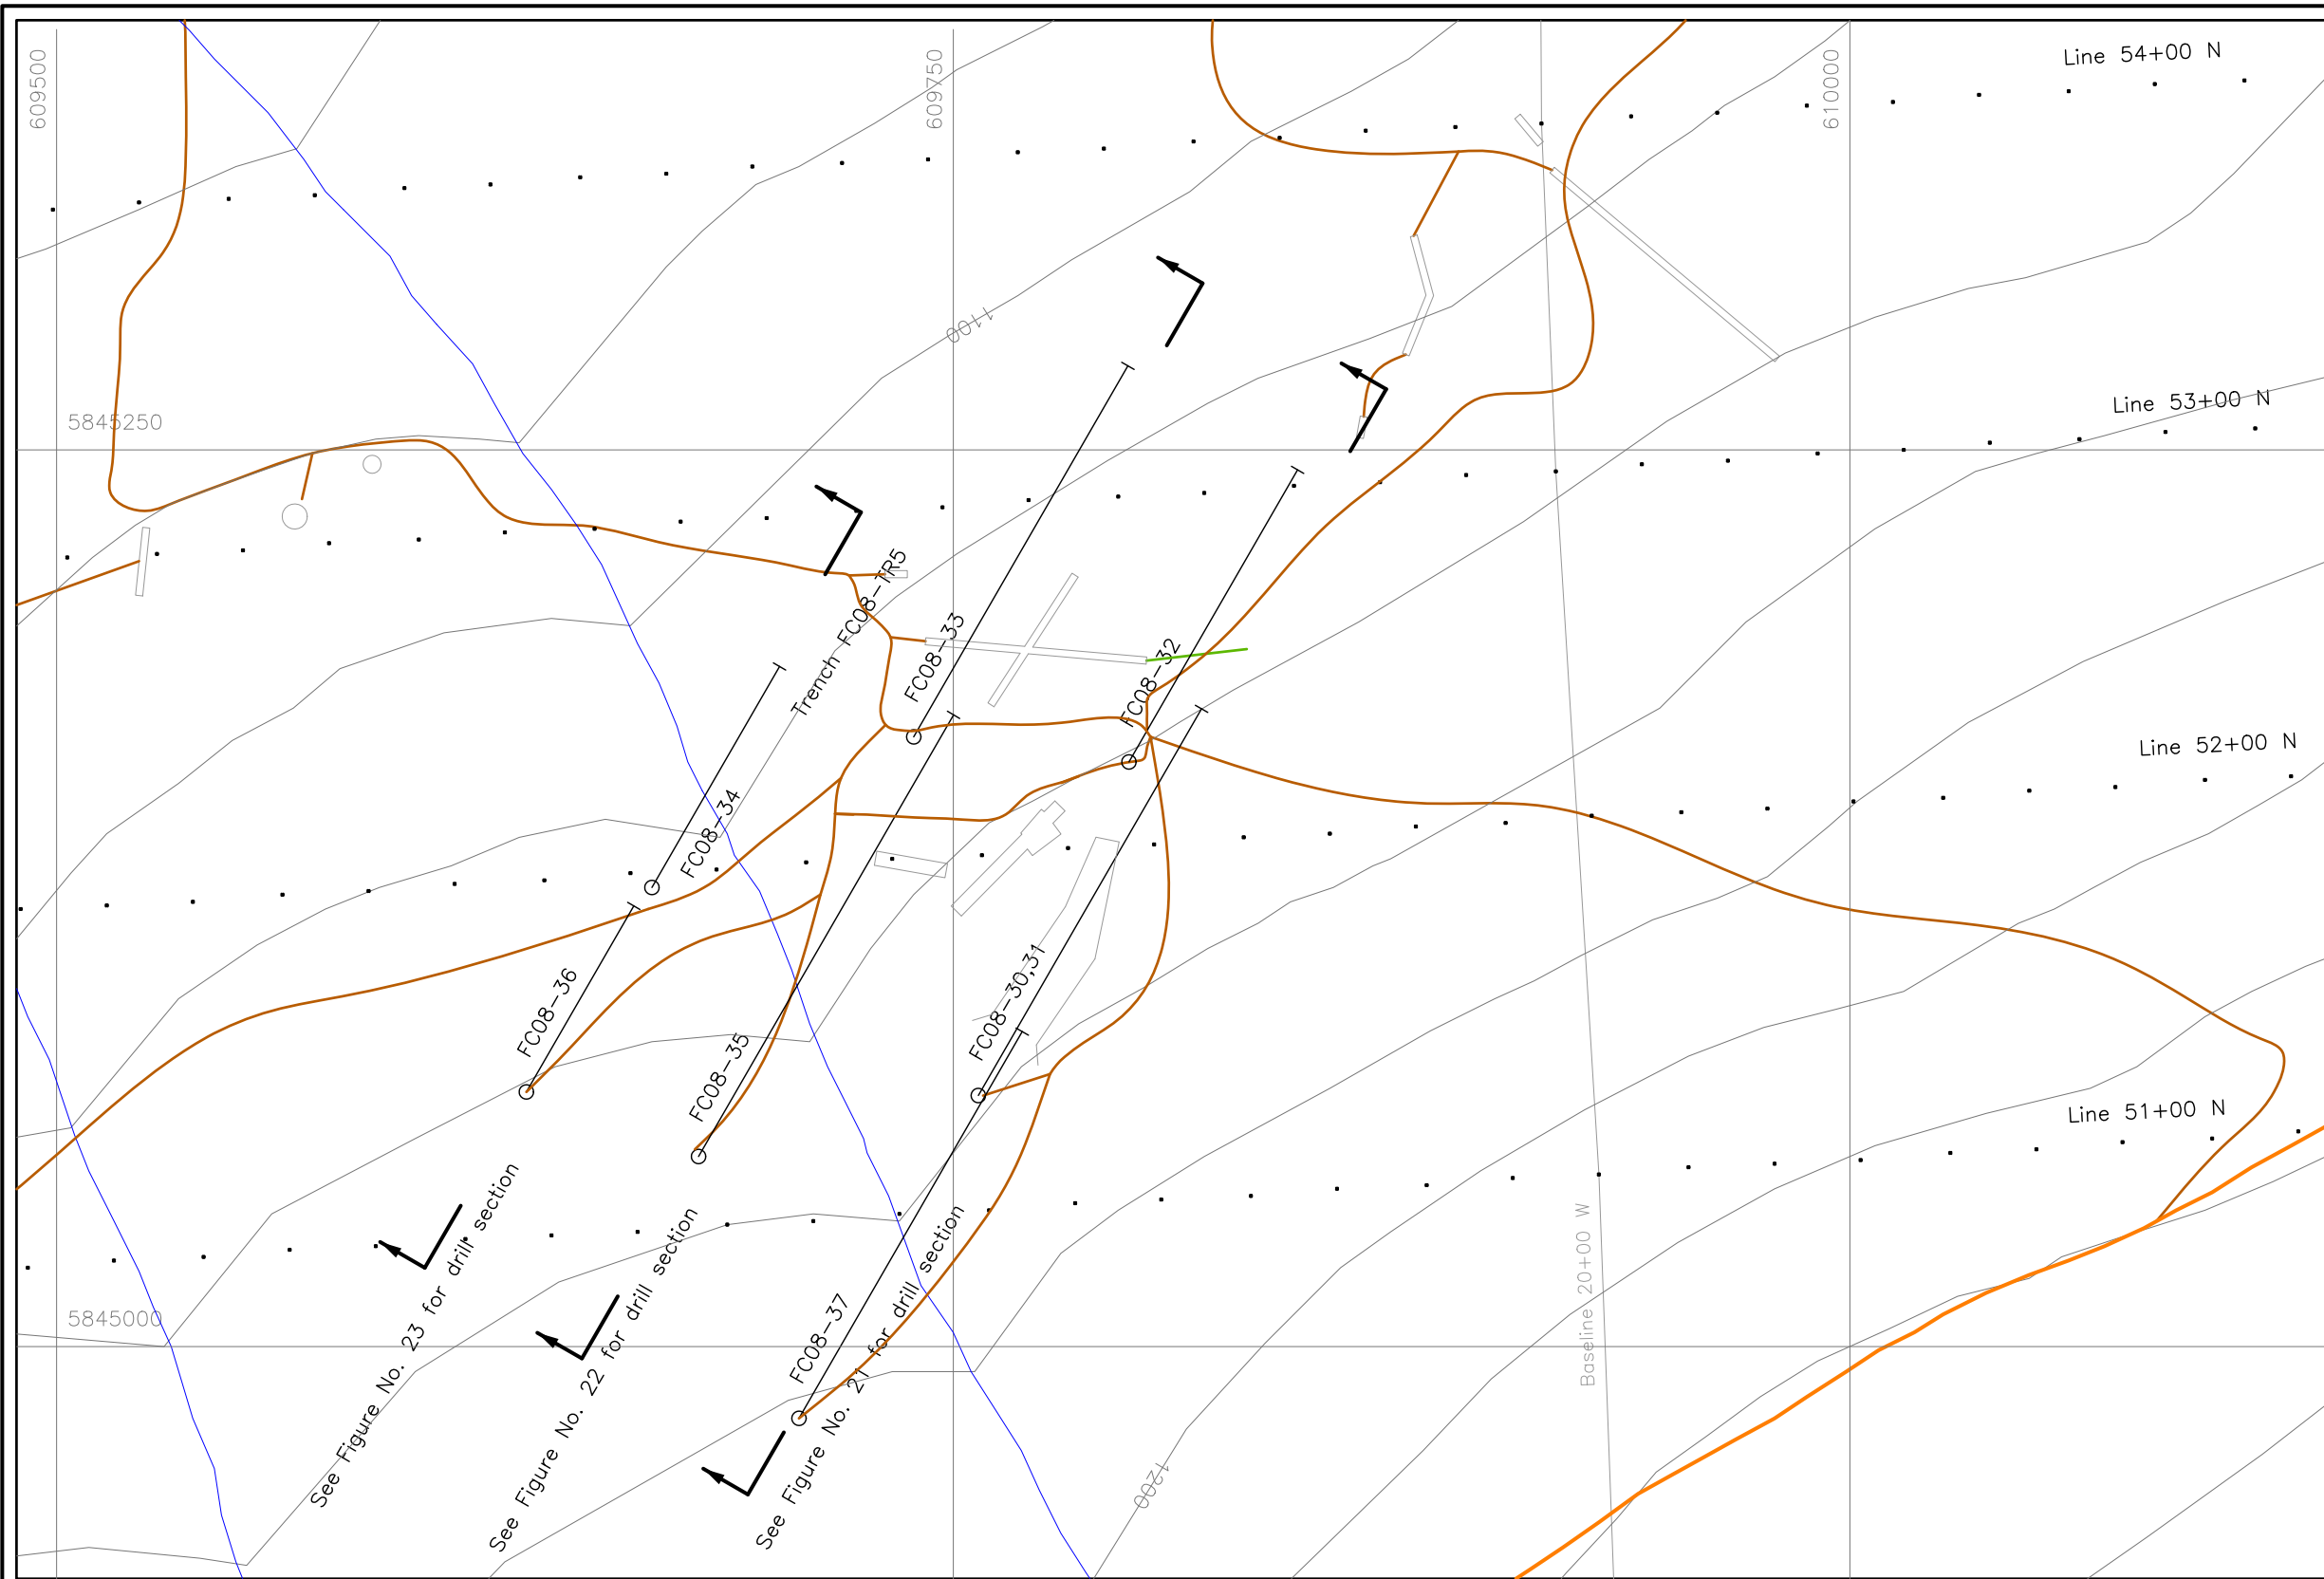 609500
609750
610000
Line 54+00 N
1100
Line 53+00 N
5845250
Trench FC08-TR5
FC08-33
FC08-32
Line 52+00 N
FC08-34
FC08-30,31
FC08-36
FC08-35
Line 51+00 N
Baseline 20+00 W
5845000
FC08-37
See Figure No. 23 for drill section
See Figure No. 22 for drill section
See Figure No. 21 for drill section
1200